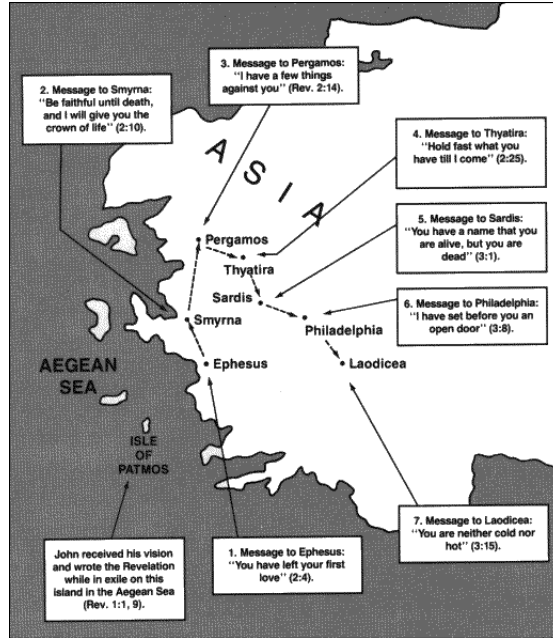 3. Message to Pergamos:
"I have a few things
against you" (Rev. 2:14).
2. Message to Smyrna:
"Be faithful until death,
and I will give you the
crown of life" (2:10).
4. Message to Thyatira:
"Hold fast what you
have till I come" (2:25).
ASIA
5. Message to Sardis:
"You have a name that you
are alive, but you are
dead" (3:1).
Pergamos
Thyatira
Sardis
6. Message to Philadelphia:
"I have set before you an
open door" (3:8).
Smyrna
Philadelphia
AEGEAN
SEA
Ephesus
Laodicea
ISLE
OF
PATMOS
John received his vision
and wrote the Revelation
while in exile on this
island in the Aegean Sea
(Rev. 1:1, 9).
1. Message to Ephesus:
"You have left your first
love" (2:4).
7. Message to Laodicea:
"You are neither cold nor
hot" (3:15).